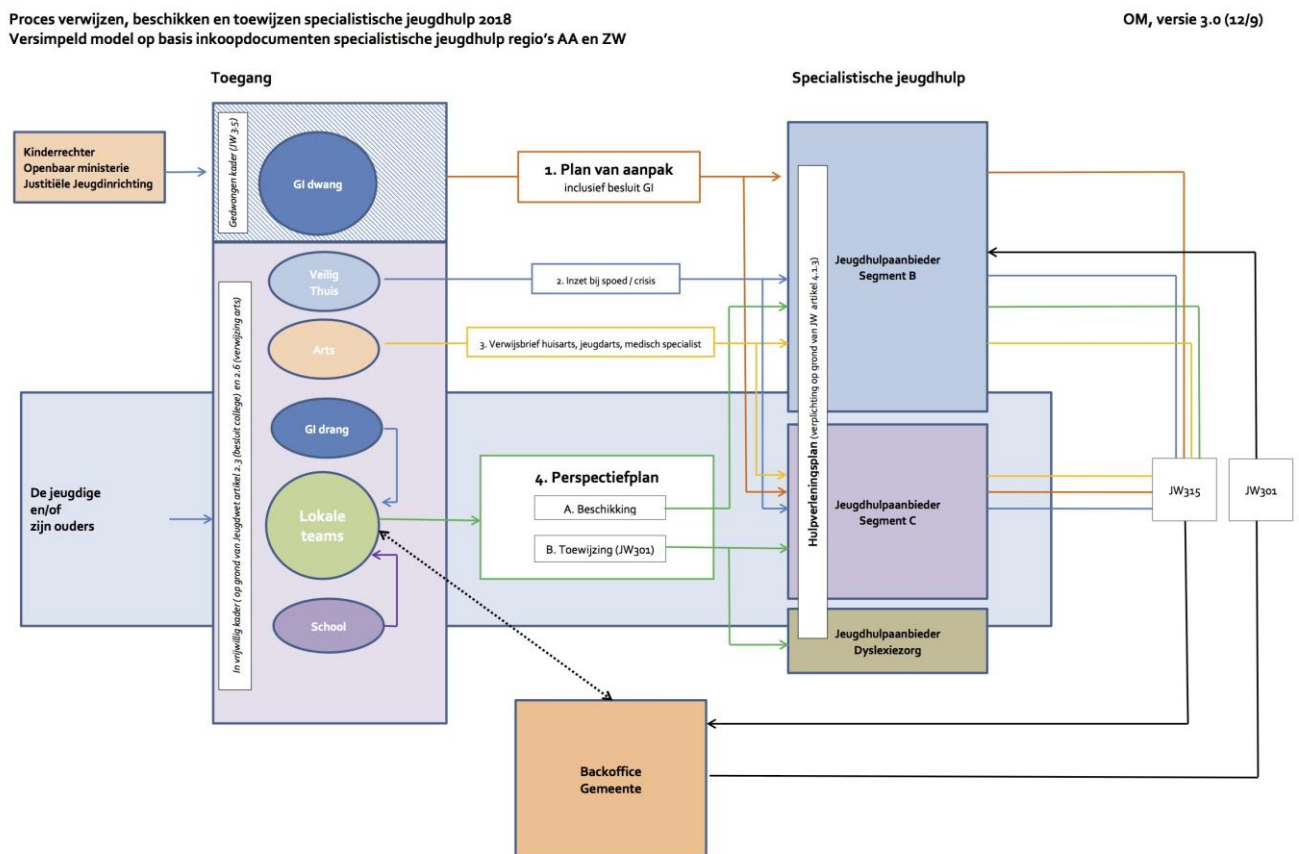 Proces verwijzen, beschikken en toewijzen specialistische jeugdhulp 2018
Versimpeld model op basis inkoopdocumenten specialistische jeugdhulp regio's AA en ZW
OM, versie 3.0 (12/9)
Toegang
Specialistische jeugdhulp
Kinderrechter
Openbaar ministerie
Justitiële Jeugdinrichting
Gedwongen kader (JW 3.5)
GI dwang
1. Plan van aanpak
inclusief besluit GI
In vrijwillig kader ( op grond van Jeugdwet artikel 2.3 (besluit college) en 2.6 (verwijzing arts)
Veilig
Thuis
2. Inzet bij spoed / crisis
Arts
3. Verwijsbrief huisarts, jeugdarts, medisch specialist
Hulpverleningsplan (verplichting op grond van JW artikel 4.1.3)
Jeugdhulpaanbieder
Segment B
GI drang
De jeugdige
en/of
zijn ouders
Lokale
teams
4. Perspectiefplan
A. Beschikking
B. Toewijzing (JW301)
Jeugdhulpaanbieder
Segment C
JW315
JW301
School
Jeugdhulpaanbieder
Dyslexiezorg
Backoffice
Gemeente